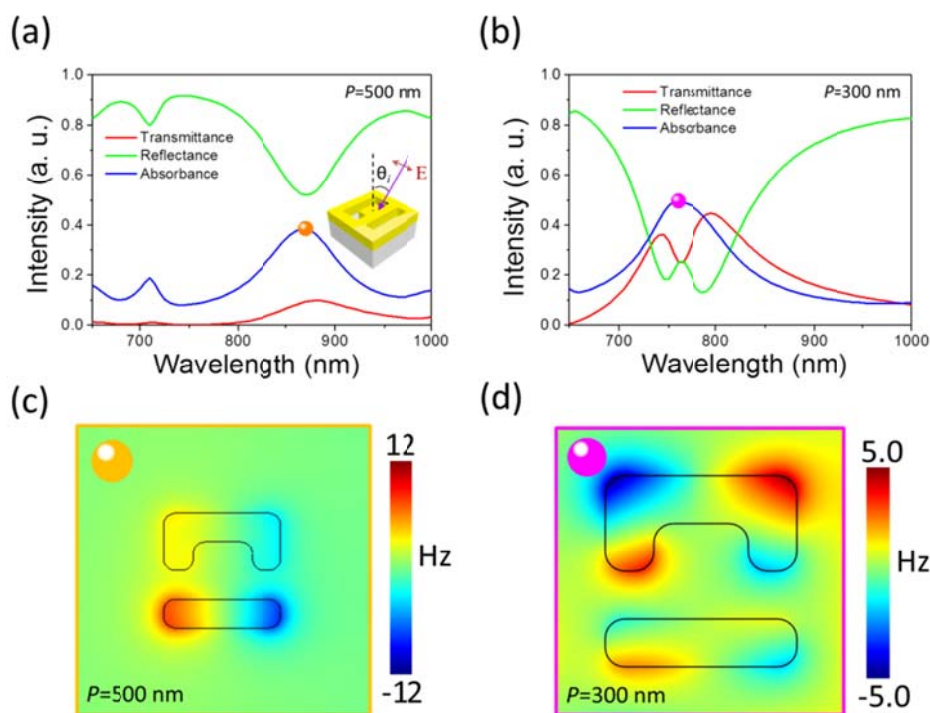 (a)
P=500 nm
Transmittance
Reflectance
Absorbance
θi
E
Intensity (a. u.)
1.0
0.8
0.6
0.4
0.2
0.0
700 800 900 1000
Wavelength (nm)
(b)
P=300 nm
Transmittance
Reflectance
Absorbance
Intensity (a. u.)
1.0
0.8
0.6
0.4
0.2
0.0
700 800 900 1000
Wavelength (nm)
(c)
12
Hz
-12
P=500 nm
(d)
5.0
Hz
-5.0
P=300 nm